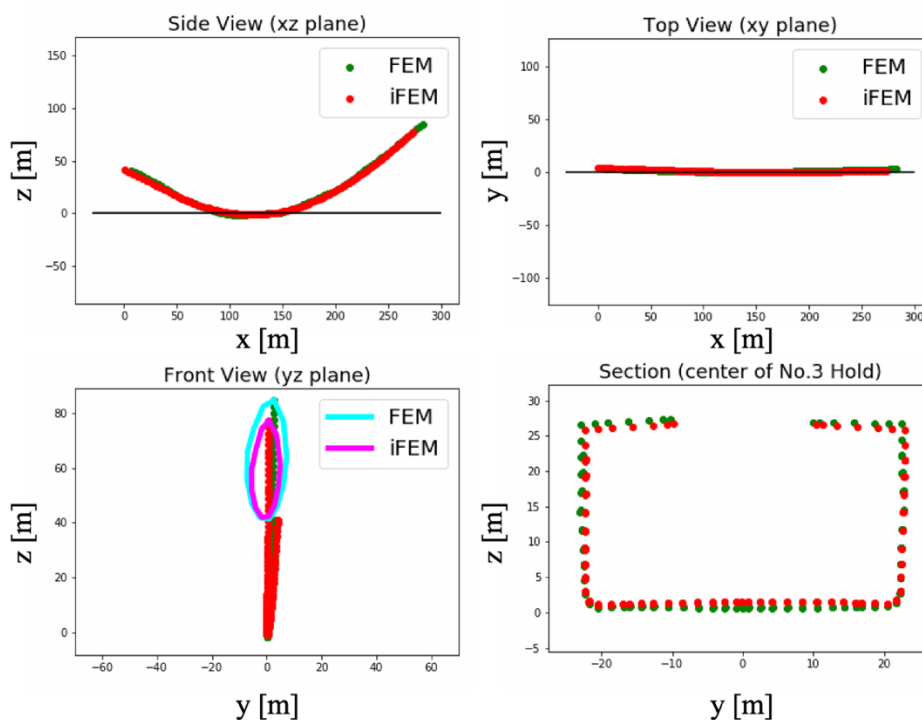 Side View (xz plane)
150
100
50
0
−50
z [m]
0 50 100 150 200 250 300
x [m]
FEM
iFEM
Top View (xy plane)
100
50
0
−50
−100
y [m]
0 50 100 150 200 250 300
x [m]
FEM
iFEM
Front View (yz plane)
80
60
40
20
0
z [m]
−60 −40 −20 0 20 40 60
y [m]
FEM
iFEM
Section (center of No.3 Hold)
30
25
20
15
10
5
0
−5
z [m]
−20 −10 0 10 20
y [m]